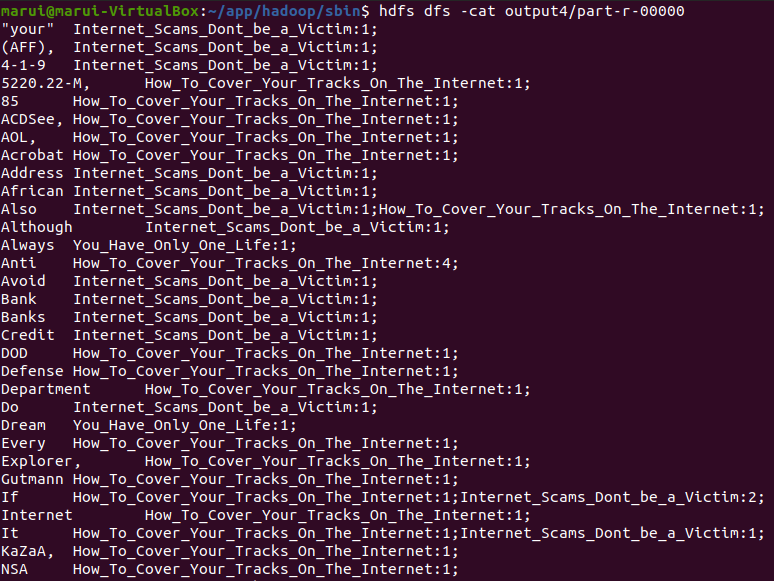 marui@marui-VirtualBox:~/app/hadoop/sbin$ hdfs dfs -cat output4/part-r-00000
"your"	Internet_Scams_Dont_be_a_Victim:1;
(AFF),	Internet_Scams_Dont_be_a_Victim:1;
4-1-9	Internet_Scams_Dont_be_a_Victim:1;
5220.22-M,	How_To_Cover_Your_Tracks_On_The_Internet:1;
85	How_To_Cover_Your_Tracks_On_The_Internet:1;
ACDSee,	How_To_Cover_Your_Tracks_On_The_Internet:1;
AOL,	How_To_Cover_Your_Tracks_On_The_Internet:1;
Acrobat	How_To_Cover_Your_Tracks_On_The_Internet:1;
Address	Internet_Scams_Dont_be_a_Victim:1;
African	Internet_Scams_Dont_be_a_Victim:1;
Also	Internet_Scams_Dont_be_a_Victim:1;How_To_Cover_Your_Tracks_On_The_Internet:1;
Although	Internet_Scams_Dont_be_a_Victim:1;
Always	You_Have_Only_One_Life:1;
Anti	How_To_Cover_Your_Tracks_On_The_Internet:4;
Avoid	Internet_Scams_Dont_be_a_Victim:1;
Bank	Internet_Scams_Dont_be_a_Victim:1;
Banks	Internet_Scams_Dont_be_a_Victim:1;
Credit	Internet_Scams_Dont_be_a_Victim:1;
DOD	How_To_Cover_Your_Tracks_On_The_Internet:1;
Defense	How_To_Cover_Your_Tracks_On_The_Internet:1;
Department	How_To_Cover_Your_Tracks_On_The_Internet:1;
Do	Internet_Scams_Dont_be_a_Victim:1;
Dream	You_Have_Only_One_Life:1;
Every	How_To_Cover_Your_Tracks_On_The_Internet:1;
Explorer,	How_To_Cover_Your_Tracks_On_The_Internet:1;
Gutmann	How_To_Cover_Your_Tracks_On_The_Internet:1;
If	How_To_Cover_Your_Tracks_On_The_Internet:1;Internet_Scams_Dont_be_a_Victim:2;
Internet	How_To_Cover_Your_Tracks_On_The_Internet:1;
It	How_To_Cover_Your_Tracks_On_The_Internet:1;Internet_Scams_Dont_be_a_Victim:1;
KaZaA,	How_To_Cover_Your_Tracks_On_The_Internet:1;
NSA	How_To_Cover_Your_Tracks_On_The_Internet:1;